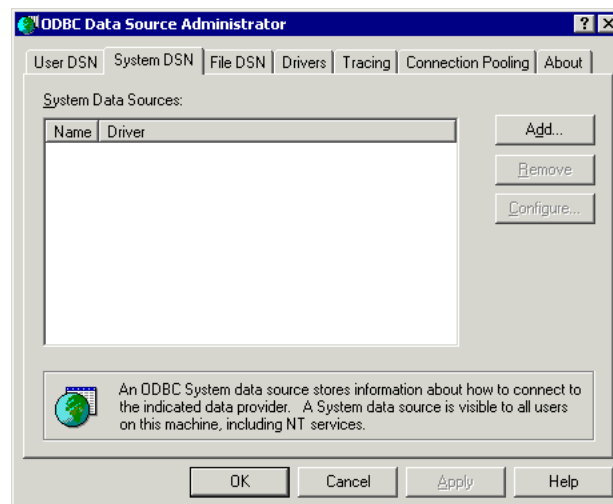 ODBC Data Source Administrator
User DSN System DSN File DSN Drivers Tracing Connection Pooling About
System Data Sources:
Name Driver
Add...
Remove
Configure...
An ODBC System data source stores information about how to connect to
the indicated data provider. A System data source is visible to all users
on this machine, including NT services.
OK Cancel Apply Help